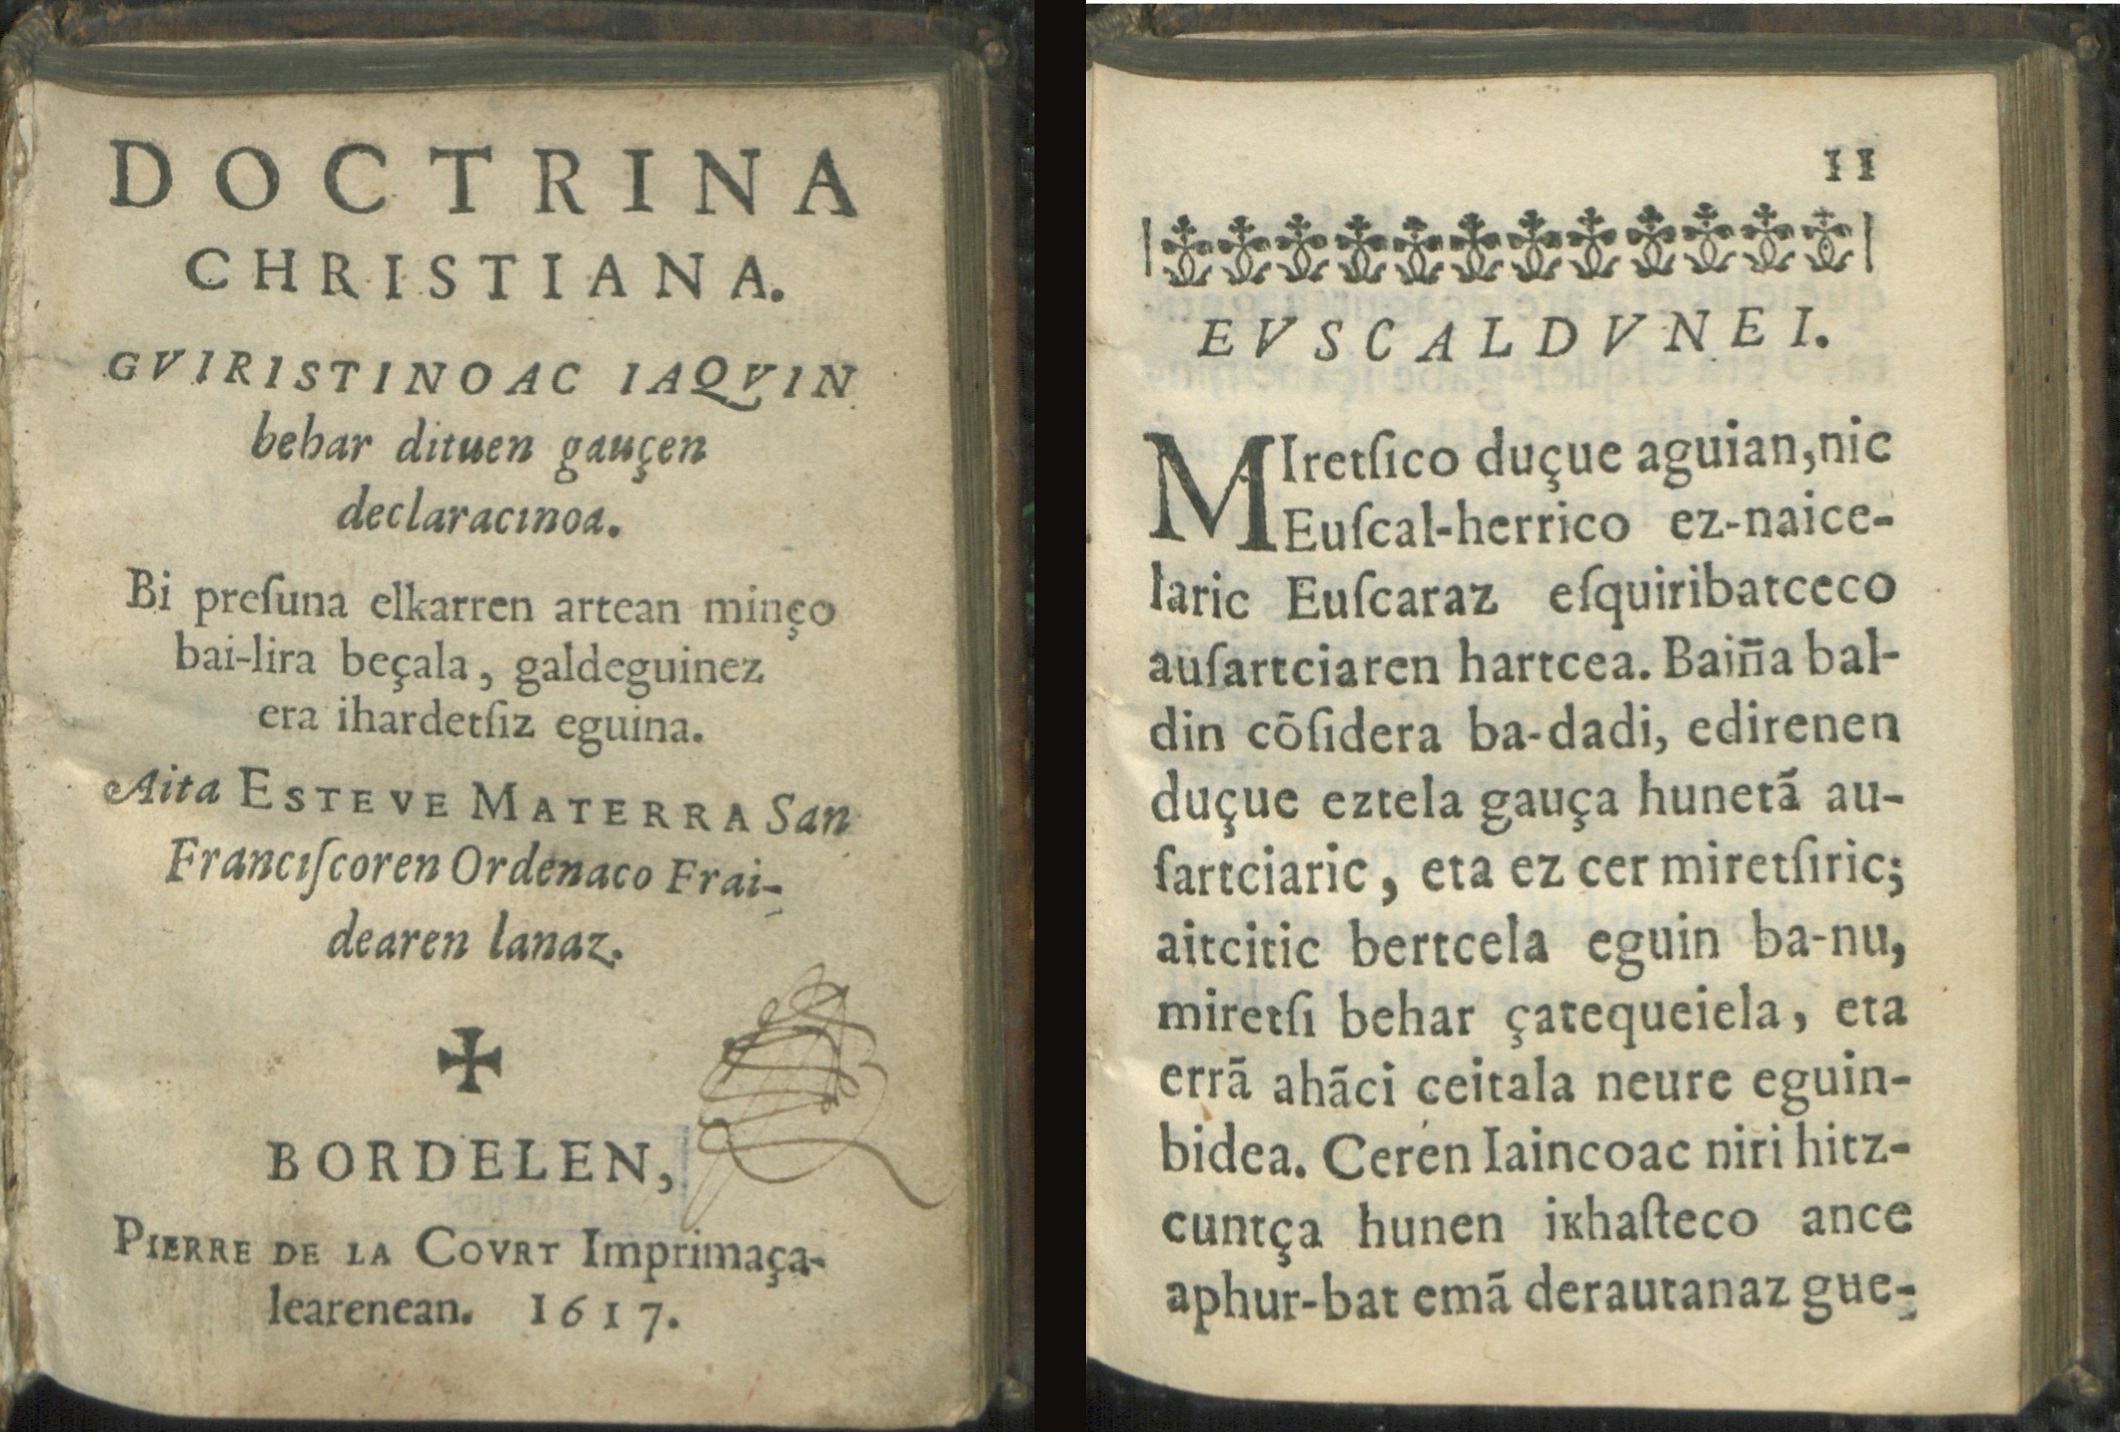 DOCTRINA
CHRISTIANA.
GVIRISTINOAC IAQVIN
behar dituen gauçen
declaracinoa.
Bi preſuna elkarren artean minço
bai-lira beçala, galdeguinez
era ihardetſiz eguina.
Aita ESTEVE MATERRA San
Franciſcoren Ordenaco Frai-
dearen lanaz.
BORDELEN,
PIERRE DE LA COVRT Imprimaça-
learenean. 1617.
11
EVSCALDVNEI.
MIretſico duçue aguian, nic
Euſcal-herrico ez-naice-
laric Euſcaraz eſquiribatceco
auſartciaren hartcea. Baiña bal-
din cõſidera ba-dadi, edirenen
duçue eztela gauça hunetã au-
ſartciaric, eta ez cer miretſiric;
aitcitic bertcela eguin ba-nu,
miretſi behar çatequeiela, eta
errã ahãci ceitala neure eguin-
bidea. Ceren Iaincoac niri hitz-
cuntça hunen iĸhaſteco ance
aphur-bat emã derautanaz gue-